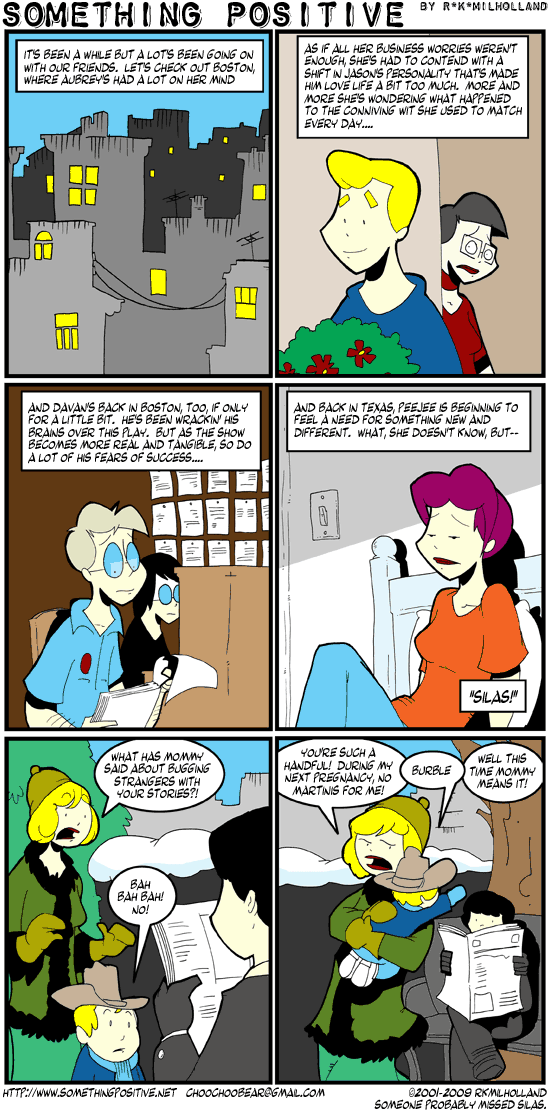 SOMETHING POSITIVE BY R*K*MILHOLLAND
IT'S BEEN A WHILE BUT A LOT'S BEEN GOING ON
WITH OUR FRIENDS. LET'S CHECK OUT BOSTON,
WHERE AUBREY'S HAD A LOT ON HER MIND
AS IF ALL HER BUSINESS WORRIES WEREN'T
ENOUGH, SHE'S HAD TO CONTEND WITH A
SHIFT IN JASON'S PERSONALITY THAT'S MADE
HIM LOVE LIFE A BIT TOO MUCH. MORE AND
MORE SHE'S WONDERING WHAT HAPPENED
TO THE CONNIVING WIT SHE USED TO MATCH
EVERY DAY....
AND DAVAN'S BACK IN BOSTON, TOO, IF ONLY
FOR A LITTLE BIT. HE'S BEEN WRACKIN' HIS
BRAINS OVER THIS PLAY. BUT AS THE SHOW
BECOMES MORE REAL AND TANGIBLE, SO DO
A LOT OF HIS FEARS OF SUCCESS....
AND BACK IN TEXAS, PEEJEE IS BEGINNING TO
FEEL A NEED FOR SOMETHING NEW AND
DIFFERENT. WHAT, SHE DOESN'T KNOW, BUT--
"SILAS!"
WHAT HAS MOMMY
SAID ABOUT BUGGING
STRANGERS WITH
YOUR STORIES?!
BAH
BAH BAH!
NO!
YOU'RE SUCH A
HANDFUL! DURING MY
NEXT PREGNANCY, NO
MARTINIS FOR ME!
BURBLE
WELL THIS
TIME MOMMY
MEANS IT!
HTTP://WWW.SOMETHINGPOSITIVE.NET CHOOCHOOBEAR@GMAIL.COM
©2001-2009 RKMILHOLLAND
SOMEONE PROBABLY MISSED SILAS.